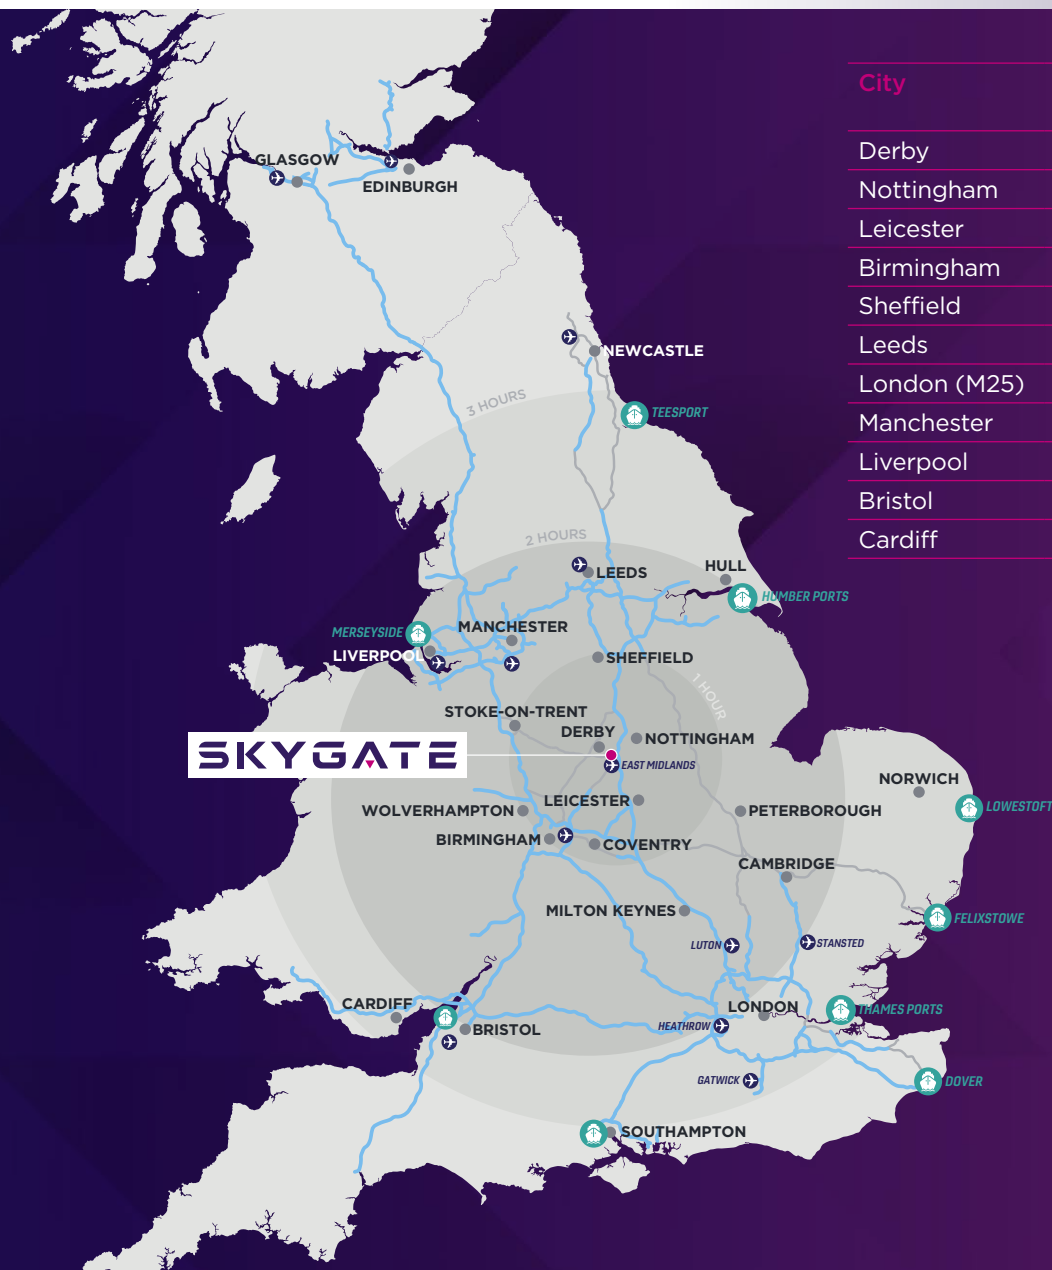 City
Derby
Nottingham
Leicester
Birmingham
Sheffield
Leeds
London (M25)
Manchester
Liverpool
Bristol
Cardiff
GLASGOW
EDINBURGH
NEWCASTLE
3 HOURS
TEESPORT
2 HOURS
LEEDS
HULL
HUMBER PORTS
MERSEYSIDE
MANCHESTER
LIVERPOOL
SHEFFIELD
1 HOUR
STOKE-ON-TRENT
DERBY
NOTTINGHAM
SKYGATE
EAST MIDLANDS
NORWICH
LEICESTER
LOWESTOFT
WOLVERHAMPTON
PETERBOROUGH
BIRMINGHAM
COVENTRY
CAMBRIDGE
MILTON KEYNES
FELIXSTOWE
LUTON
STANSTED
CARDIFF
LONDON
THAMES PORTS
BRISTOL
HEATHROW
GATWICK
DOVER
SOUTHAMPTON